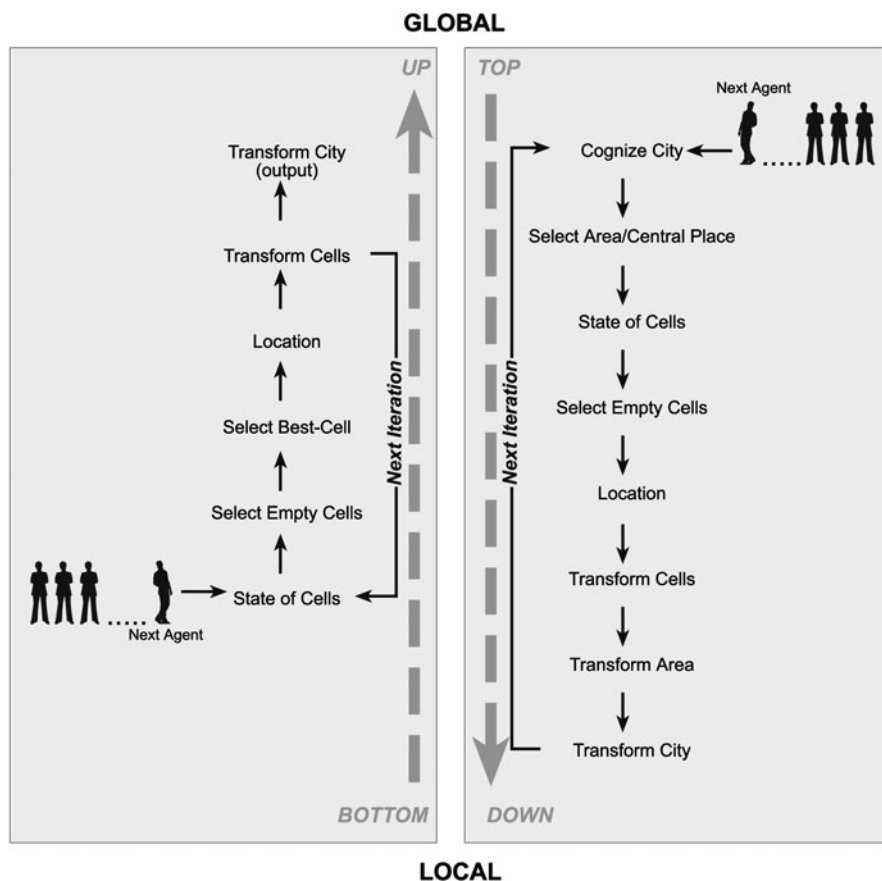 GLOBAL
UP
Transform City
(output)
Transform Cells
Location
Select Best-Cell
Select Empty Cells
State of Cells
Next Agent
Next Iteration
BOTTOM
TOP
Next Agent
Cognize City
Select Area/Central Place
State of Cells
Select Empty Cells
Location
Transform Cells
Transform Area
Transform City
Next Iteration
DOWN
LOCAL